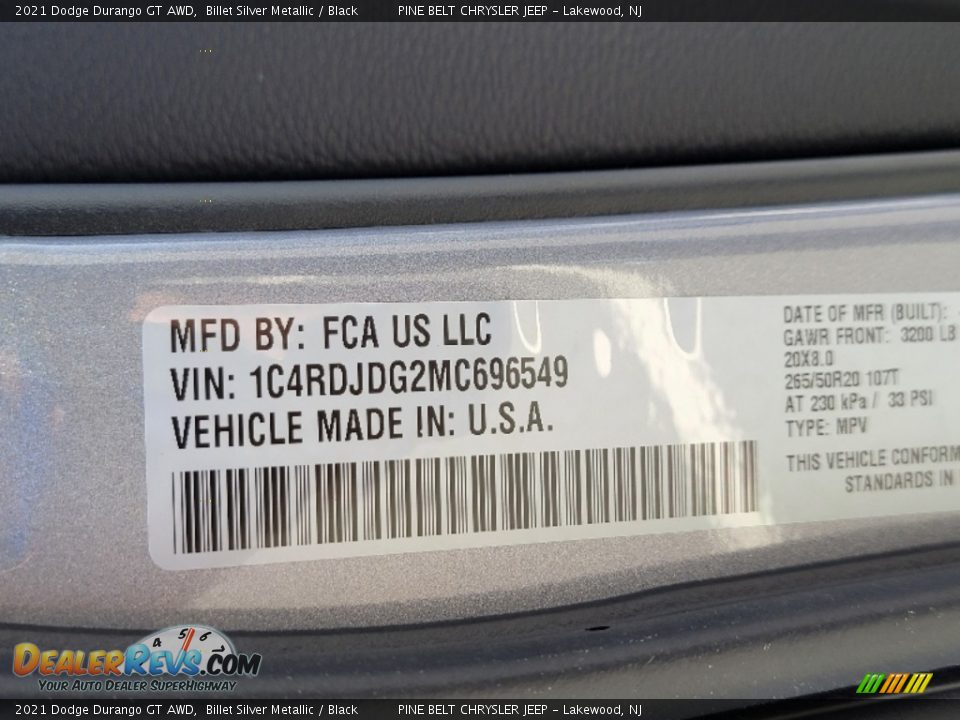 2021 Dodge Durango GT AWD, Billet Silver Metallic / Black PINE BELT CHRYSLER JEEP - Lakewood, NJ
MFD BY: FCA US LLC
VIN: 1C4RDJDG2MC696549
VEHICLE MADE IN: U.S.A.
DATE OF MFR (BUILT):
GAWR FRONT: 3200 LB
20X8.0
265/50R20 107T
AT 230 kPa / 33 PSI
TYPE: MPV
THIS VEHICLE CONFORM
STANDARDS IN
4 5 6
DEALERREVS.COM
YOUR AUTO DEALER SUPERHIGHWAY
2021 Dodge Durango GT AWD, Billet Silver Metallic / Black PINE BELT CHRYSLER JEEP - Lakewood, NJ